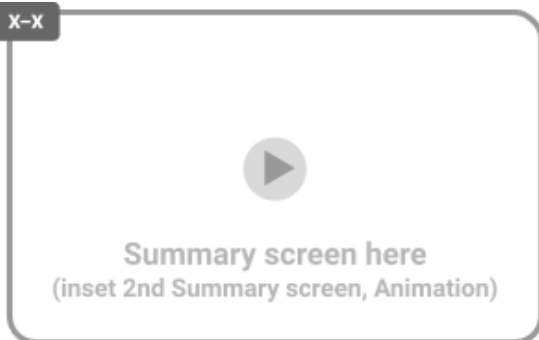 X–X
Summary screen here
(inset 2nd Summary screen, Animation)